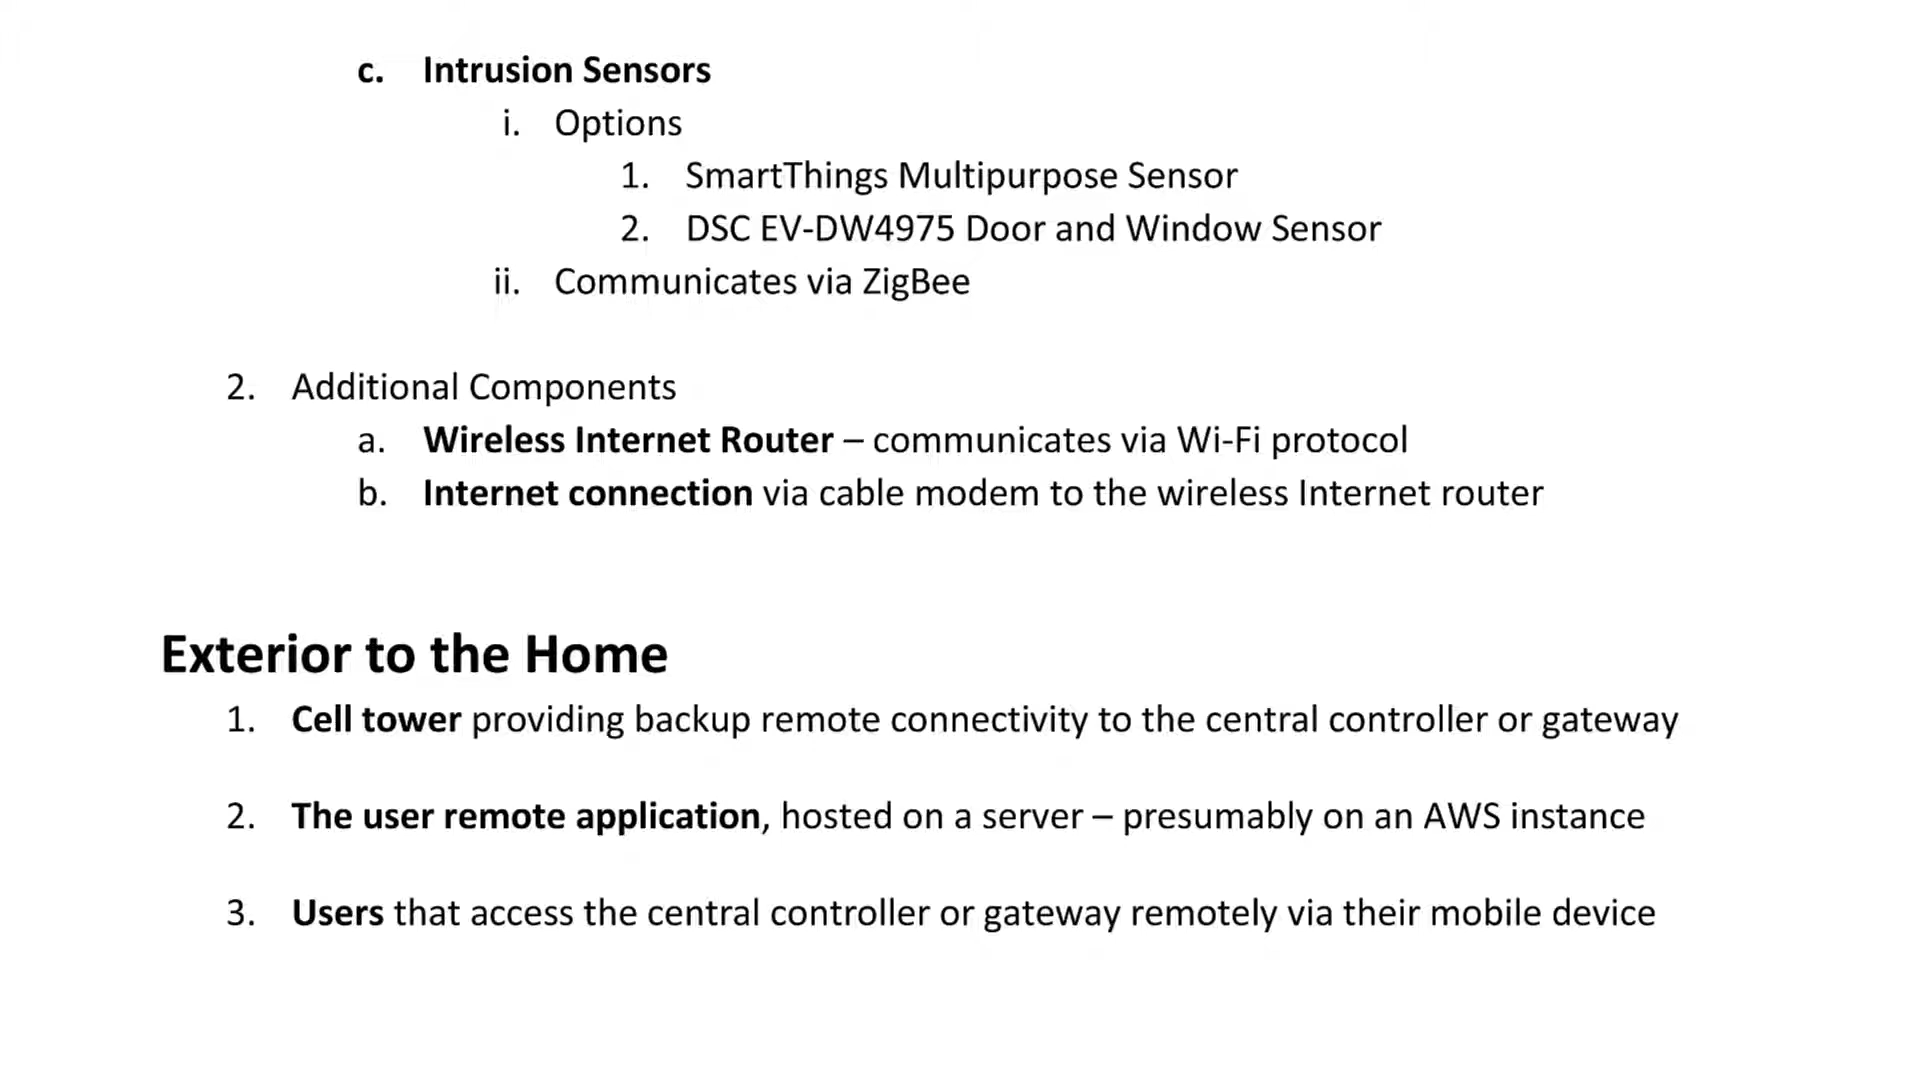 c. Intrusion Sensors
i. Options
1. SmartThings Multipurpose Sensor
2. DSC EV-DW4975 Door and Window Sensor
ii. Communicates via ZigBee
2. Additional Components
a. Wireless Internet Router – communicates via Wi-Fi protocol
b. Internet connection via cable modem to the wireless Internet router
Exterior to the Home
1. Cell tower providing backup remote connectivity to the central controller or gateway
2. The user remote application, hosted on a server – presumably on an AWS instance
3. Users that access the central controller or gateway remotely via their mobile device